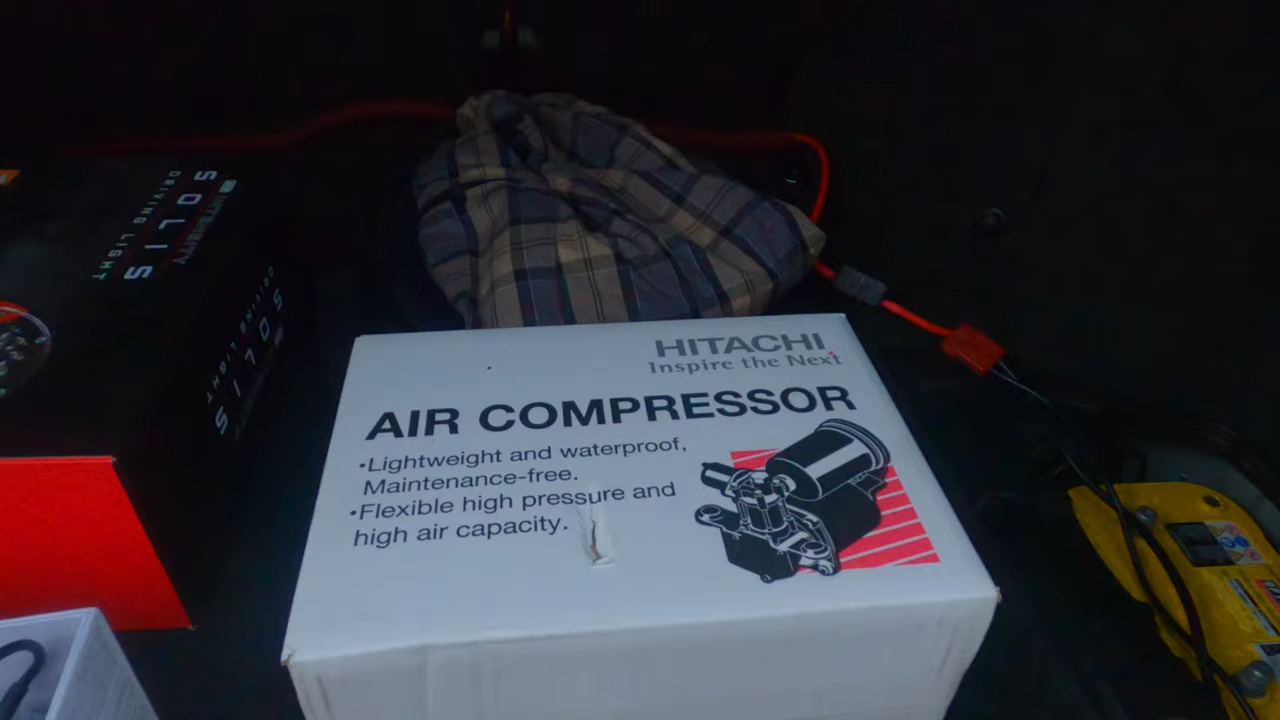 HITACHI
Inspire the Next
AIR COMPRESSOR
•Lightweight and waterproof,
Maintenance-free.
•Flexible high pressure and
high air capacity.
SOLIS
DRIVING LIGHT
DRIVING LIGHT
SOLIS